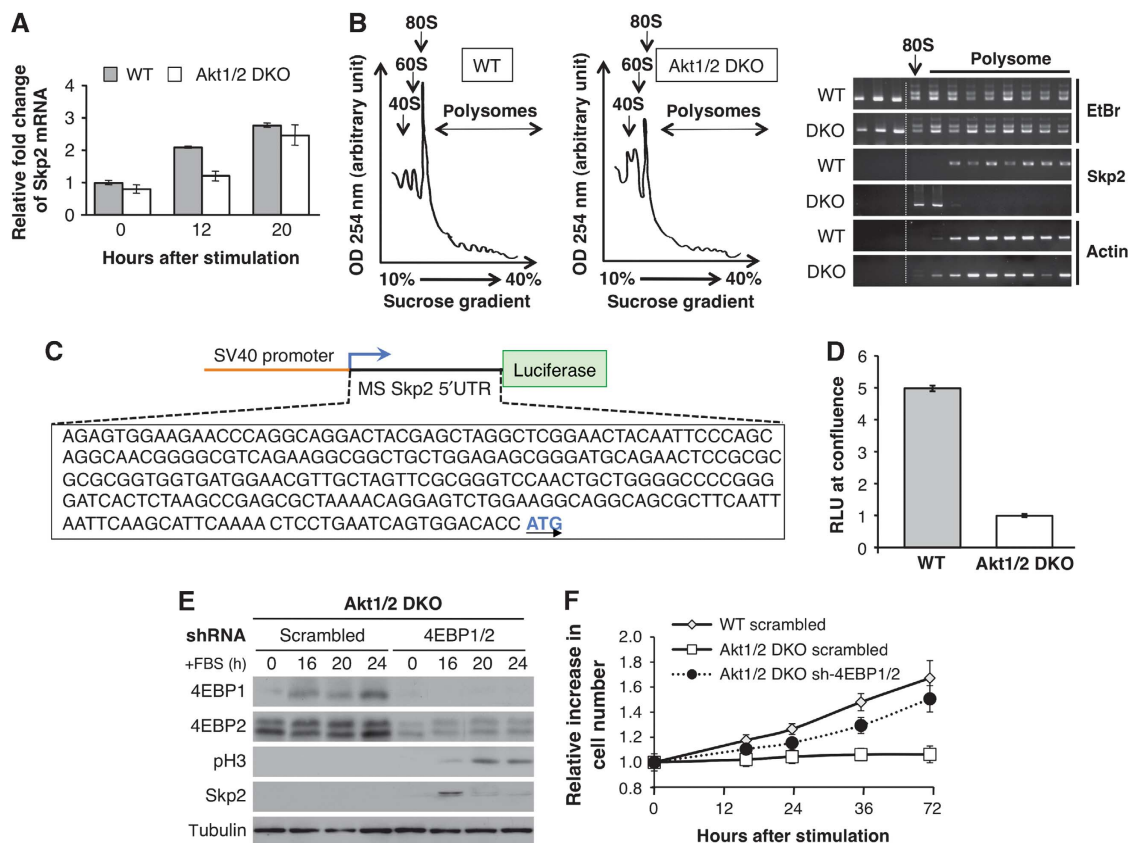 A
WT
Akt1/2 DKO
Relative fold change
of Skp2 mRNA
4
3
2
1
0
0
12
20
Hours after stimulation
B
80S
60S
40S
WT
Polysomes
OD 254 nm (arbitrary unit)
10%
40%
Sucrose gradient
80S
60S
40S
Akt1/2 DKO
Polysomes
OD 254 nm (arbitrary unit)
10%
40%
Sucrose gradient
80S
Polysome
WT
DKO
EtBr
WT
DKO
Skp2
WT
DKO
Actin
C
SV40 promoter
MS Skp2 5′UTR
Luciferase
AGAGTGGAAGAACCCAGGCAGGACTACGAGCTAGGCTCGGAACTACAATTCCCAGC
AGGCAACGGGGCGTCAGAAGGCGGCTGCTGGAGAGCGGGATGCAGAACTCCGCGC
GCGCGGTGGTGATGGAACGTTGCTAGTTCGCGGGTCCAACTGCTGGGGCCCCGGG
GATCACTCTAAGCCGAGCGCTAAAACAGGAGTCTGGAAGGCAGGCAGCGCTTCAATT
AATTCAAGCATTCAAAA CTCCTGAATCAGTGGACACC ATG
D
RLU at confluence
6
5
4
3
2
1
0
WT
Akt1/2 DKO
E
Akt1/2 DKO
shRNA
Scrambled
4EBP1/2
+FBS (h)
0 16 20 24 0 16 20 24
4EBP1
4EBP2
pH3
Skp2
Tubulin
F
WT scrambled
Akt1/2 DKO scrambled
Akt1/2 DKO sh-4EBP1/2
Relative increase in
cell number
2.0
1.8
1.6
1.4
1.2
1.0
0.8
0
12
24
36
72
Hours after stimulation